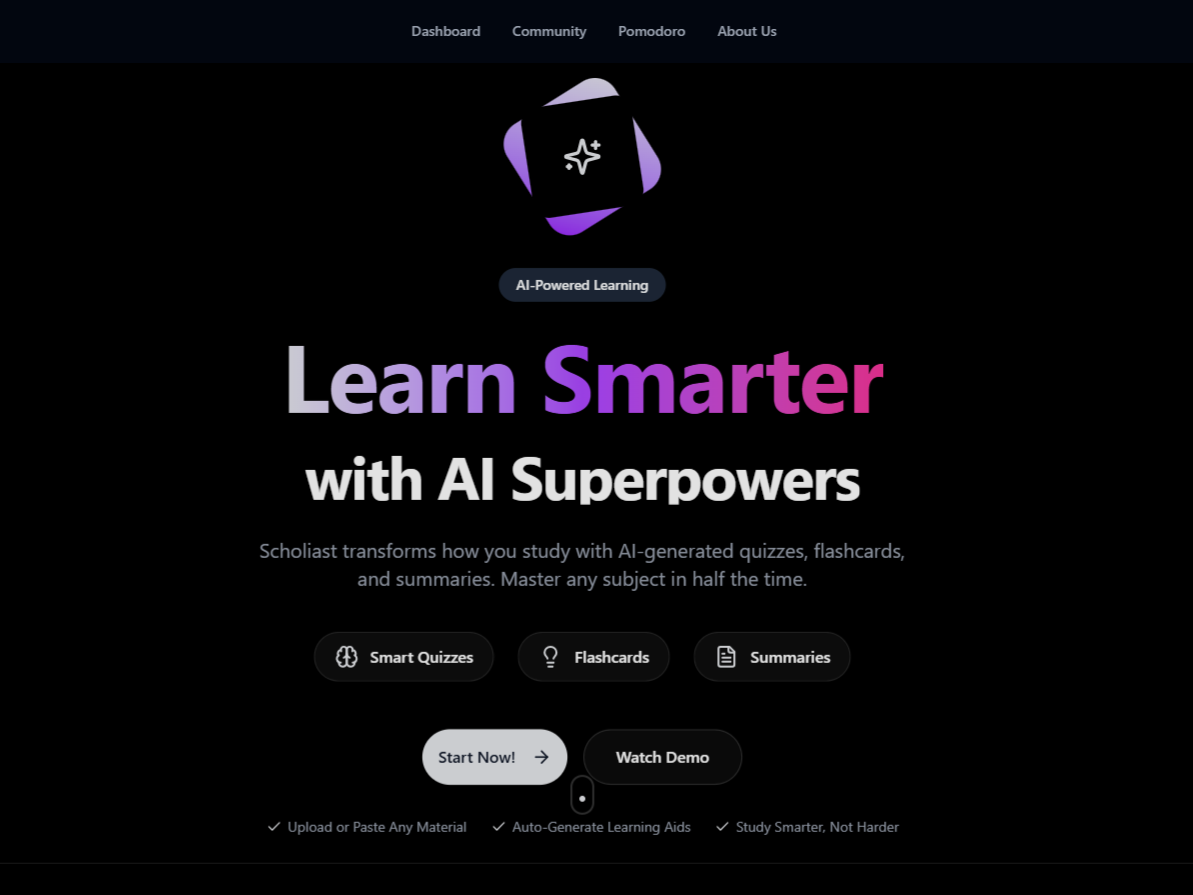 Dashboard Community Pomodoro About Us
AI-Powered Learning
Learn Smarter
with AI Superpowers
Scholiast transforms how you study with AI-generated quizzes, flashcards,
and summaries. Master any subject in half the time.
Smart Quizzes Flashcards Summaries
Start Now! Watch Demo
Upload or Paste Any Material Auto-Generate Learning Aids Study Smarter, Not Harder